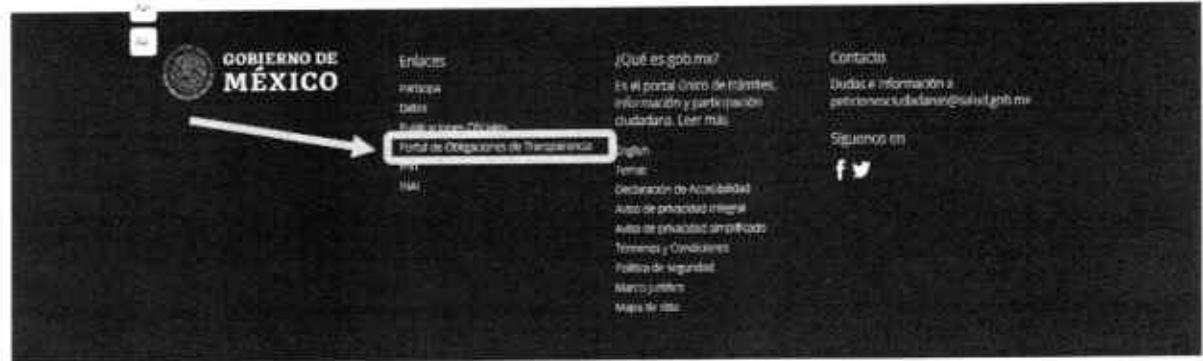 GOBIERNO DE
MÉXICO
Enlaces
Participa
Datos
Publicaciones Oficiales
Portal de Obligaciones de Transparencia
INAI
¿Qué es gob.mx?
Es el portal único de trámites,
información y participación
ciudadana. Leer más
English
Temas
Declaración de Accesibilidad
Aviso de privacidad integral
Aviso de privacidad simplificado
Términos y Condiciones
Política de seguridad
Marco jurídico
Mapa de sitio
Contacto
Dudas e información a
peticionesciudadanas@salud.gob.mx
Síguenos en